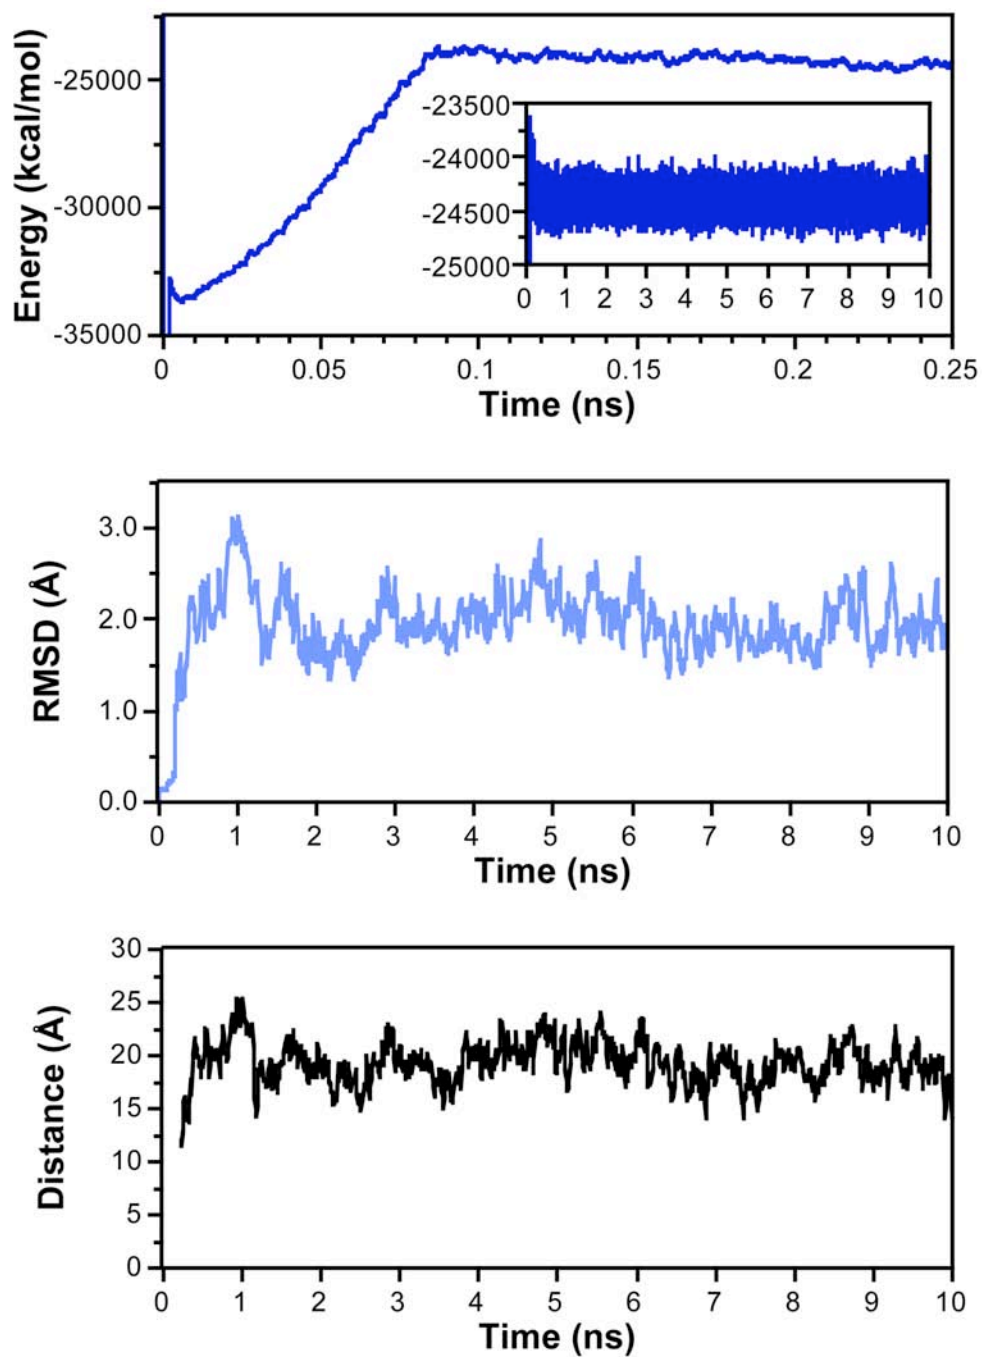 Energy (kcal/mol)
-25000
-30000
-35000
0 0.05 0.1 0.15 0.2 0.25
Time (ns)
-23500
-24000
-24500
-25000
0 1 2 3 4 5 6 7 8 9 10
RMSD (Å)
3.0
2.0
1.0
0.0
0 1 2 3 4 5 6 7 8 9 10
Time (ns)
Distance (Å)
30
25
20
15
10
5
0
0 1 2 3 4 5 6 7 8 9 10
Time (ns)